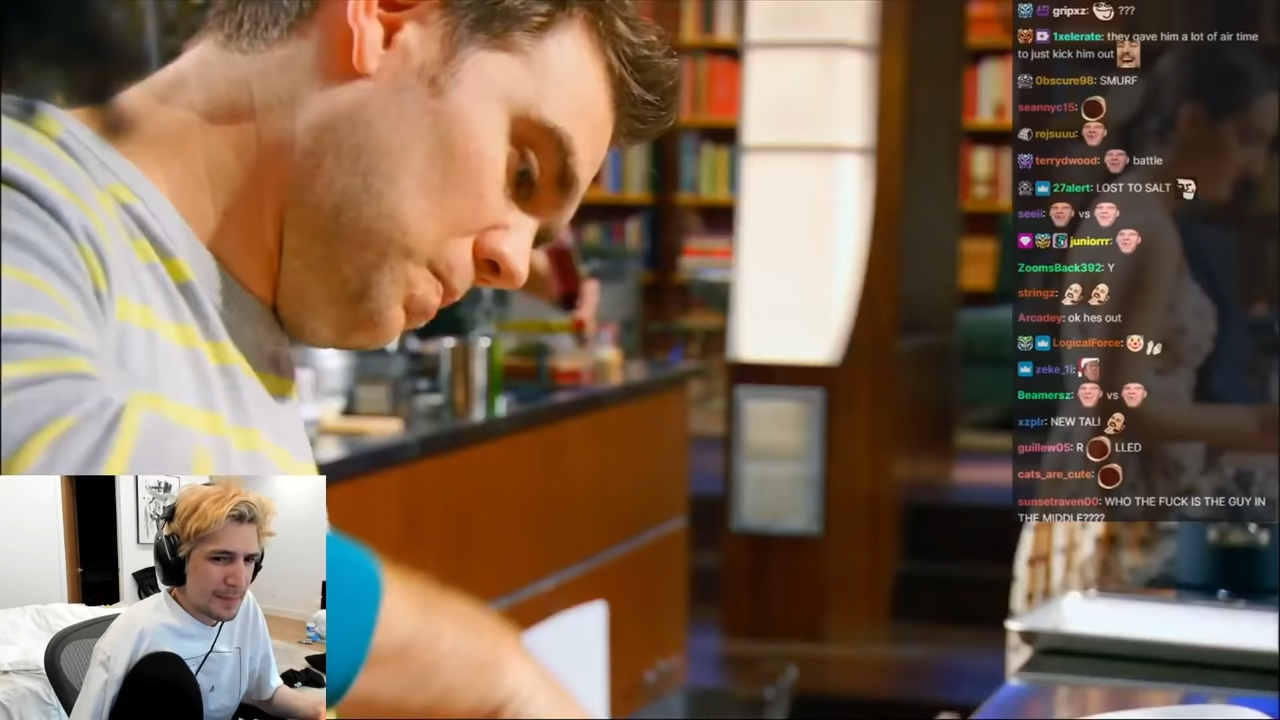 gripxz: ???
1xelerate: they gave him a lot of air time
to just kick him out
0bscure98: SMURF
seannyc15:
rejsuuu:
terrydwood: battle
27alert: LOST TO SALT
seeii: vs
juniorrr:
ZoomsBack392: Y
stringz:
Arcadey: ok hes out
LogicalForce:
zeke_1i:
Beamersz: vs
xzplr: NEW TALI
guillew05: R LLED
cats_are_cute:
sunsetraven00: WHO THE FUCK IS THE GUY IN
THE MIDDLE????